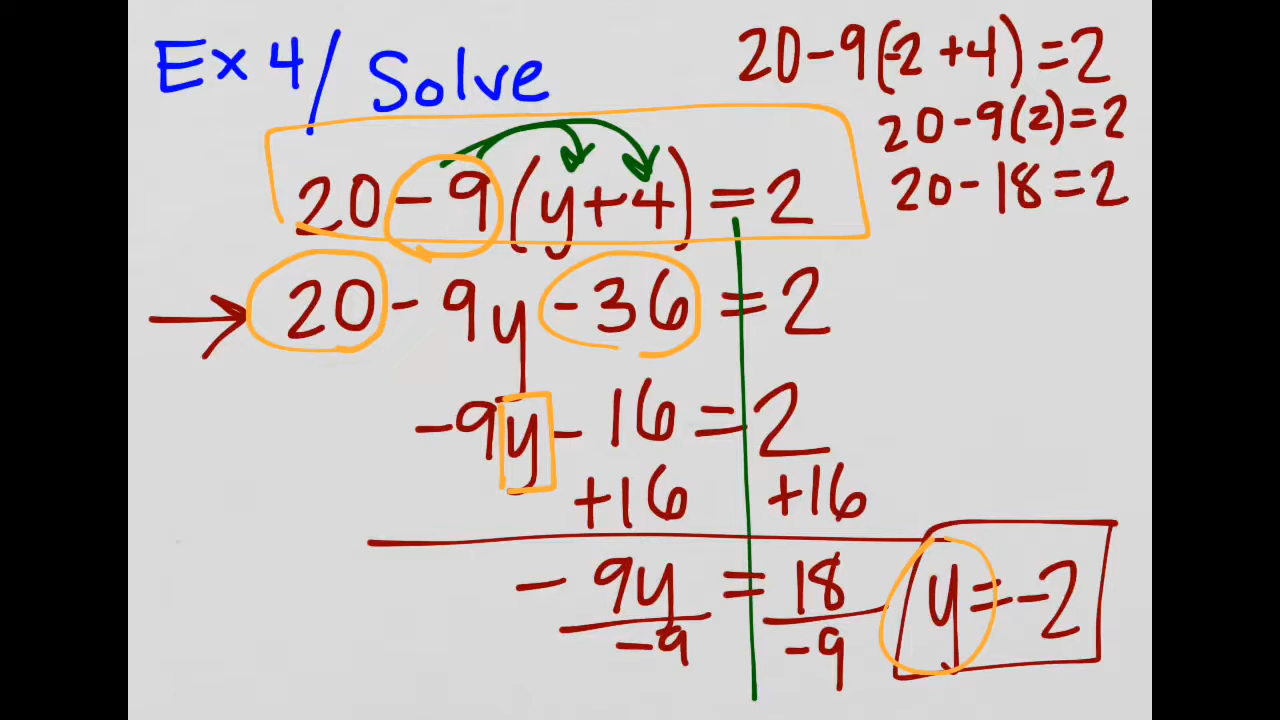 Ex 4/ Solve
20 - 9(y + 4) = 2
20 - 9y - 36 = 2
-9y - 16 = 2
+16 +16
-9y = 18
-9 -9
y = -2
20 - 9(-2 + 4) = 2
20 - 9(2) = 2
20 - 18 = 2